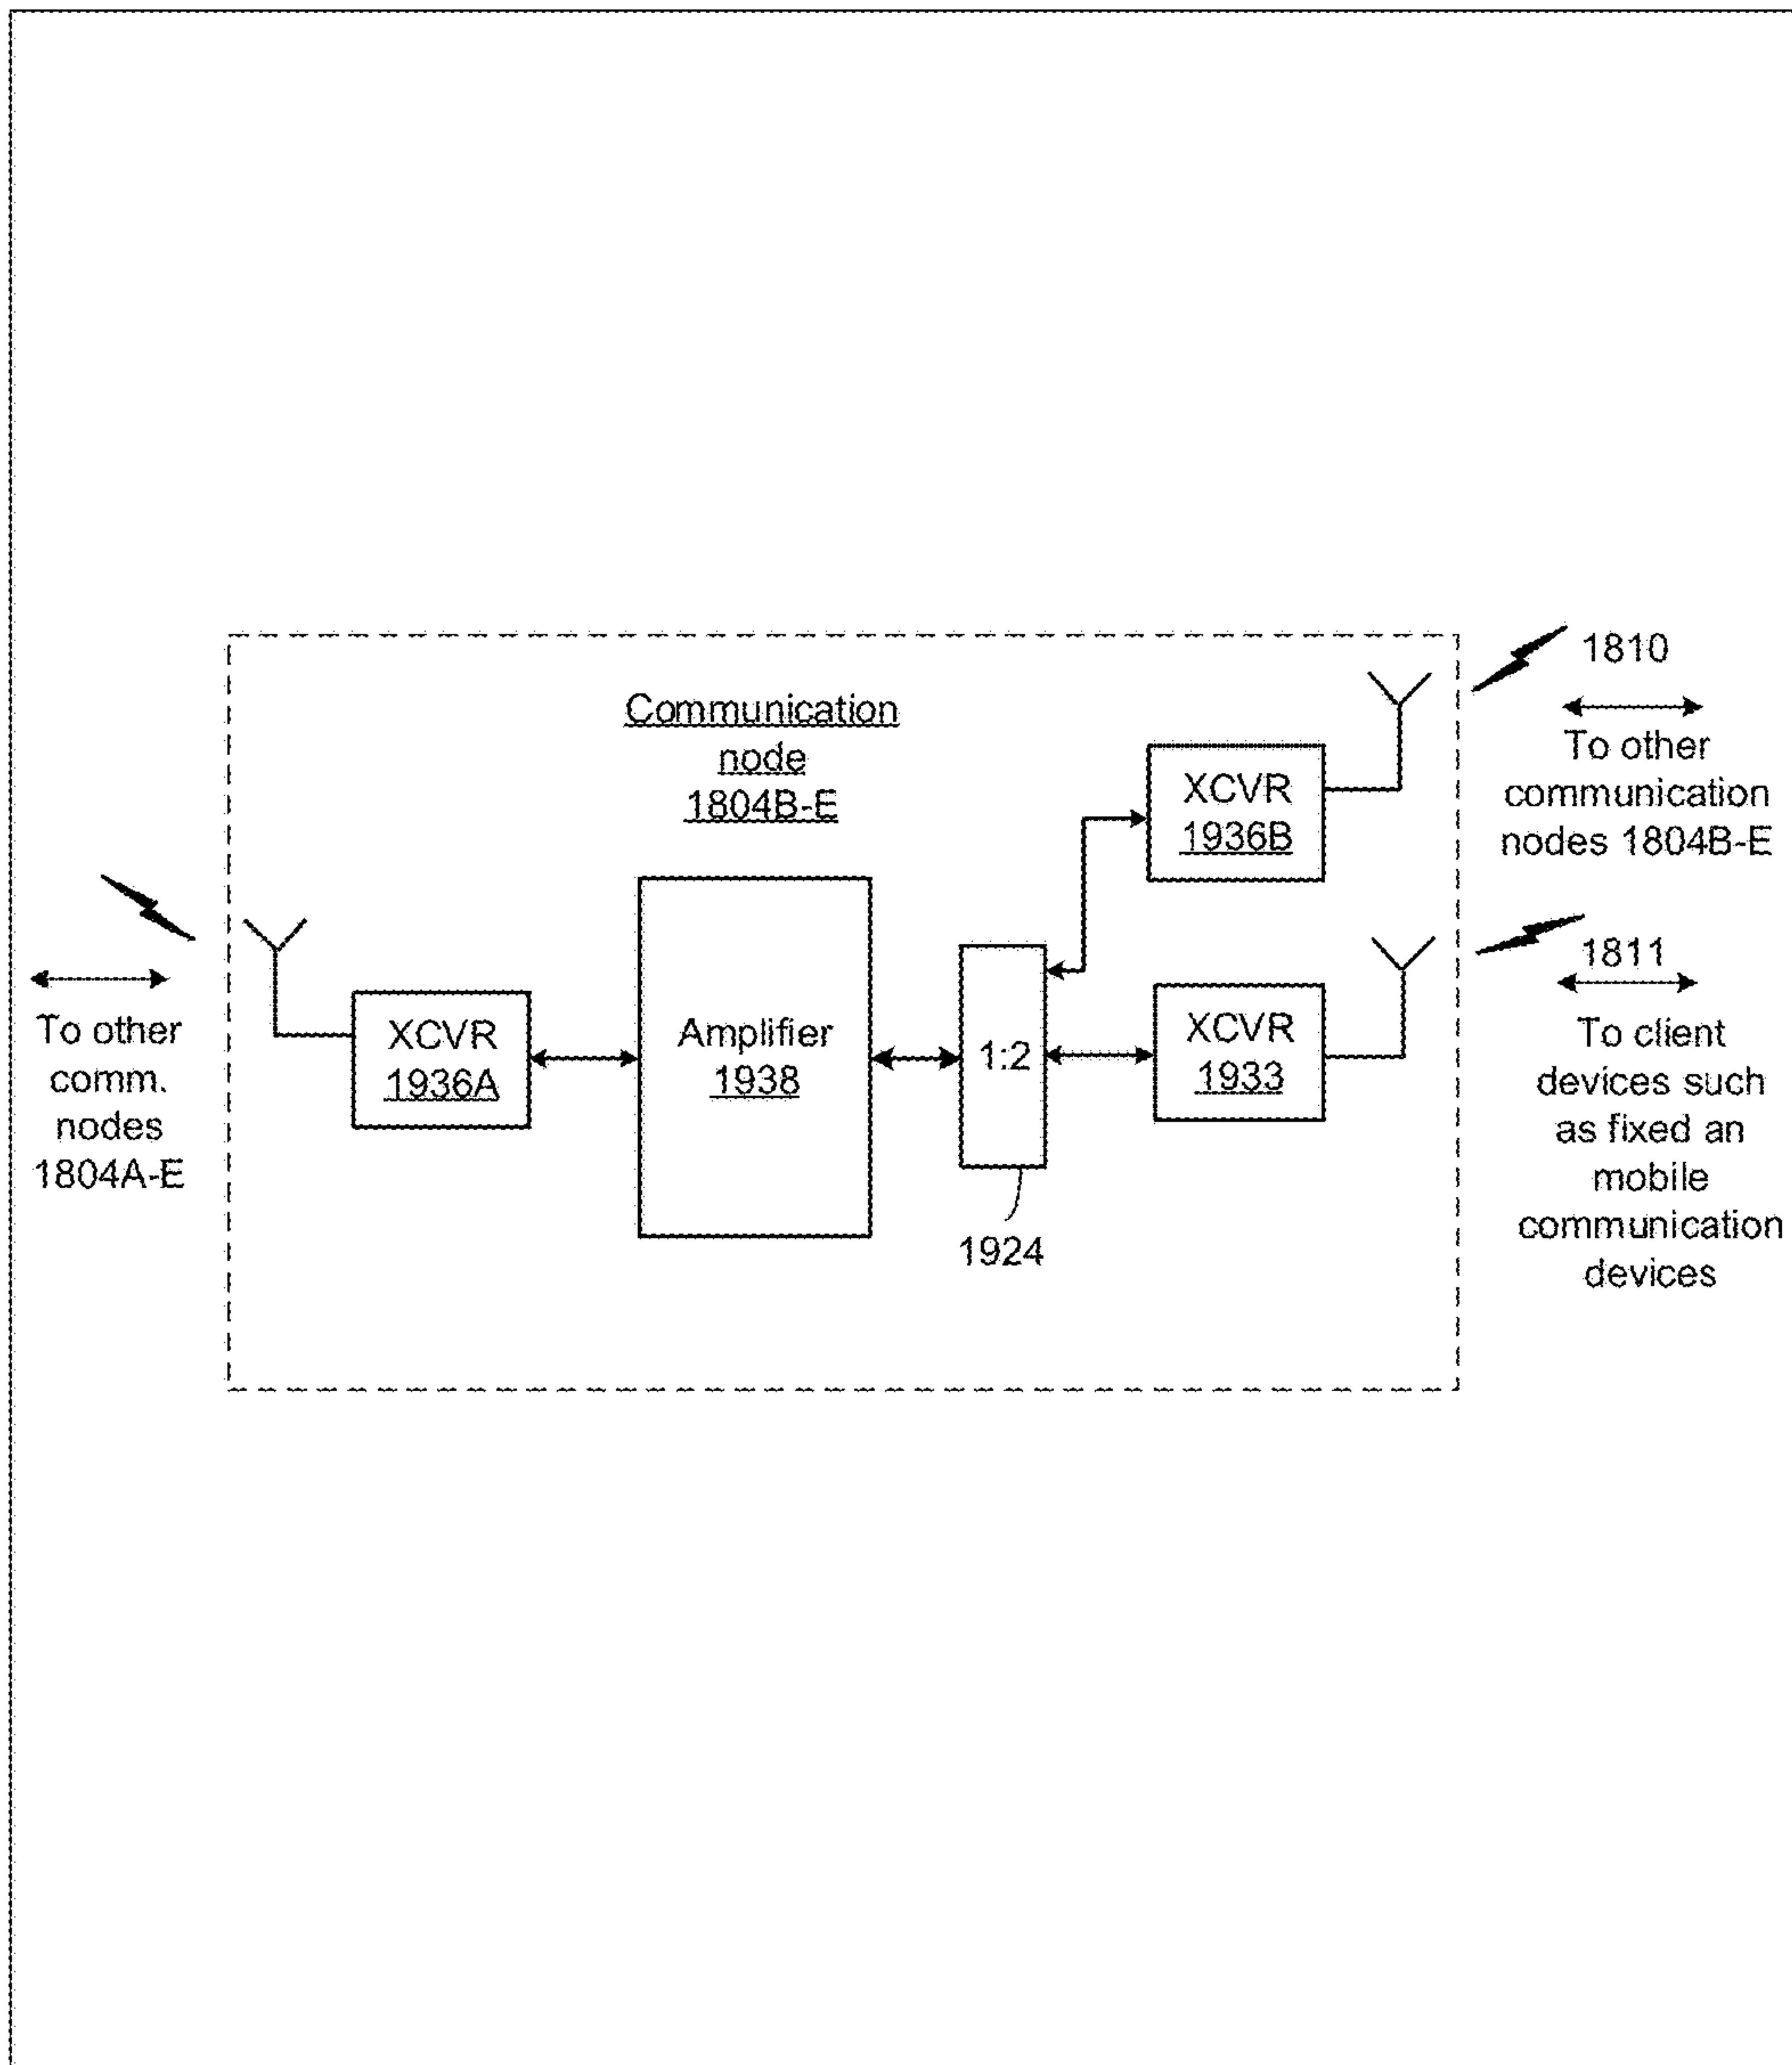 Communication
node
1804B-E
To other
comm.
nodes
1804A-E
XCVR
1936A
Amplifier
1938
1:2
1924
XCVR
1936B
XCVR
1933
1810
To other
communication
nodes 1804B-E
1811
To client
devices such
as fixed an
mobile
communication
devices